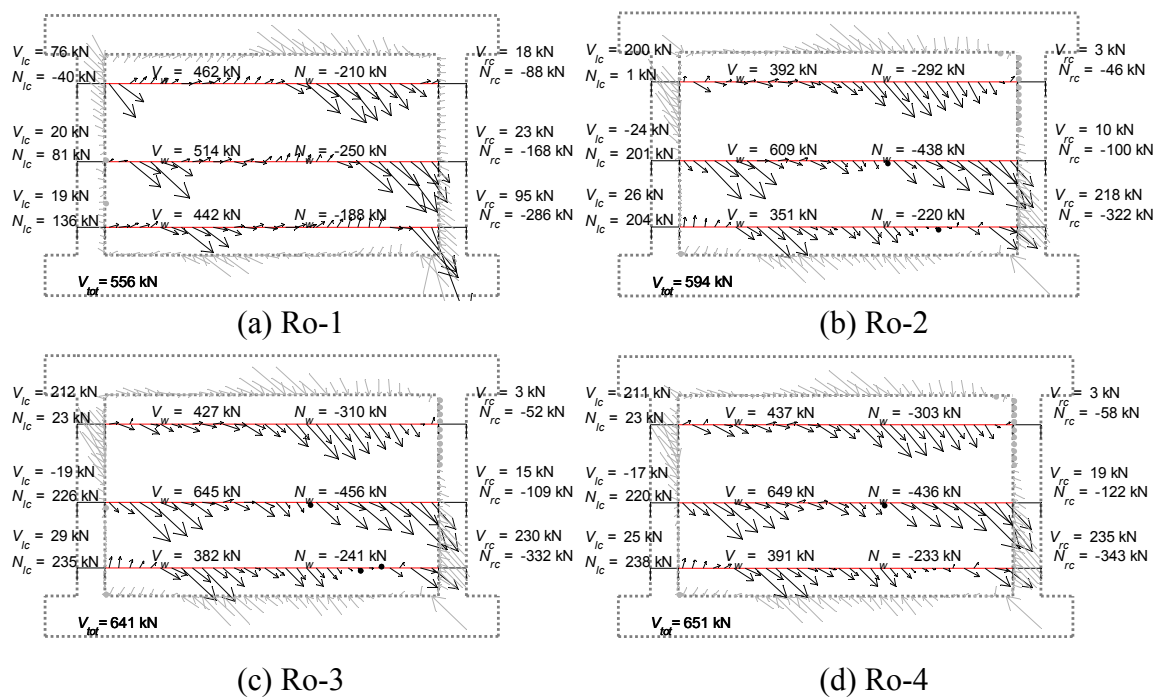 V_lc = 76 kN V_rc = 18 kN
N_lc = -40 kN V_w = 462 kN N_w = -210 kN N_rc = -88 kN
V_lc = 20 kN V_rc = 23 kN
N_lc = 81 kN V_w = 514 kN N_w = -250 kN N_rc = -168 kN
V_lc = 19 kN V_rc = 95 kN
N_lc = 136 kN V_w = 442 kN N_w = -188 kN N_rc = -286 kN
V_tot = 556 kN
(a) Ro-1
V_lc = 200 kN V_rc = 3 kN
N_lc = 1 kN V_w = 392 kN N_w = -292 kN N_rc = -46 kN
V_lc = -24 kN V_rc = 10 kN
N_lc = 201 kN V_w = 609 kN N_w = -438 kN N_rc = -100 kN
V_lc = 26 kN V_rc = 218 kN
N_lc = 204 kN V_w = 351 kN N_w = -220 kN N_rc = -322 kN
V_tot = 594 kN
(b) Ro-2
V_lc = 212 kN V_rc = 3 kN
N_lc = 23 kN V_w = 427 kN N_w = -310 kN N_rc = -52 kN
V_lc = -19 kN V_rc = 15 kN
N_lc = 226 kN V_w = 645 kN N_w = -456 kN N_rc = -109 kN
V_lc = 29 kN V_rc = 230 kN
N_lc = 235 kN V_w = 382 kN N_w = -241 kN N_rc = -332 kN
V_tot = 641 kN
(c) Ro-3
V_lc = 211 kN V_rc = 3 kN
N_lc = 23 kN V_w = 437 kN N_w = -303 kN N_rc = -58 kN
V_lc = -17 kN V_rc = 19 kN
N_lc = 220 kN V_w = 649 kN N_w = -436 kN N_rc = -122 kN
V_lc = 25 kN V_rc = 235 kN
N_lc = 238 kN V_w = 391 kN N_w = -233 kN N_rc = -343 kN
V_tot = 651 kN
(d) Ro-4